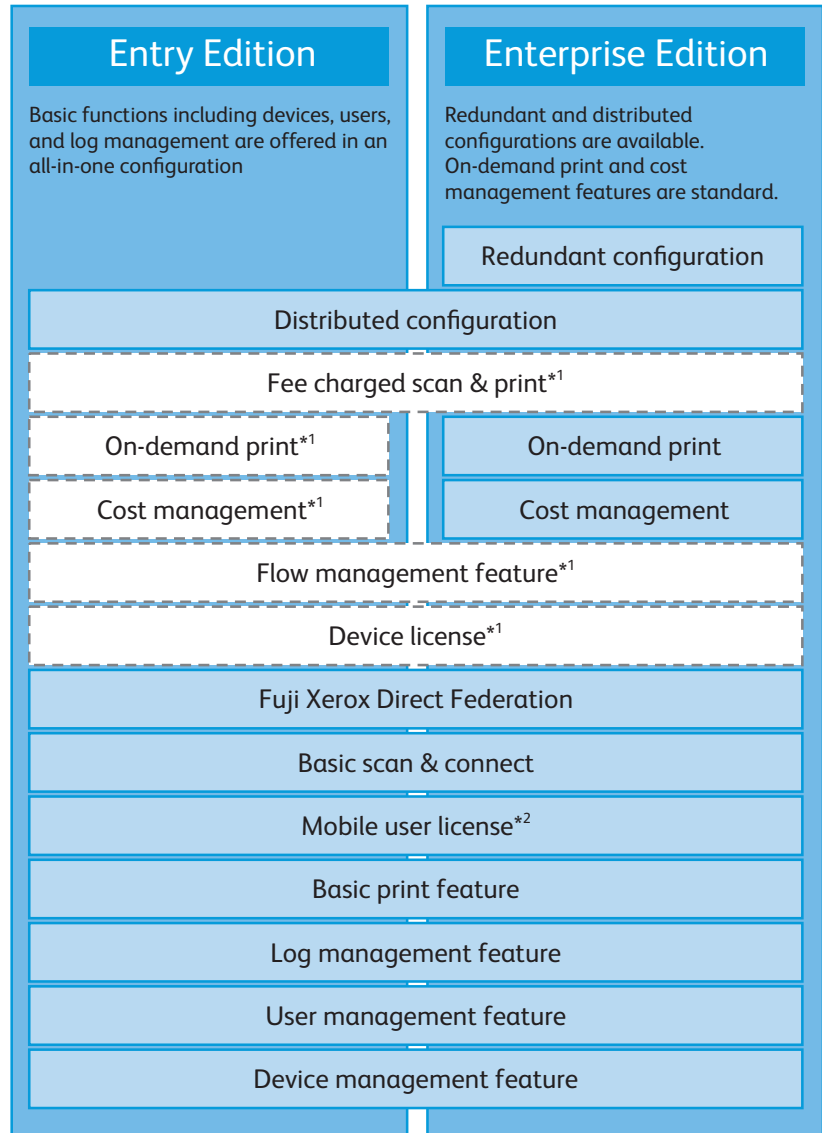 Entry Edition
Basic functions including devices, users,
and log management are offered in an
all-in-one configuration
Enterprise Edition
Redundant and distributed
configurations are available.
On-demand print and cost
management features are standard.
Redundant configuration
Distributed configuration
Fee charged scan & print*1
On-demand print*1
On-demand print
Cost management*1
Cost management
Flow management feature*1
Device license*1
Fuji Xerox Direct Federation
Basic scan & connect
Mobile user license*2
Basic print feature
Log management feature
User management feature
Device management feature